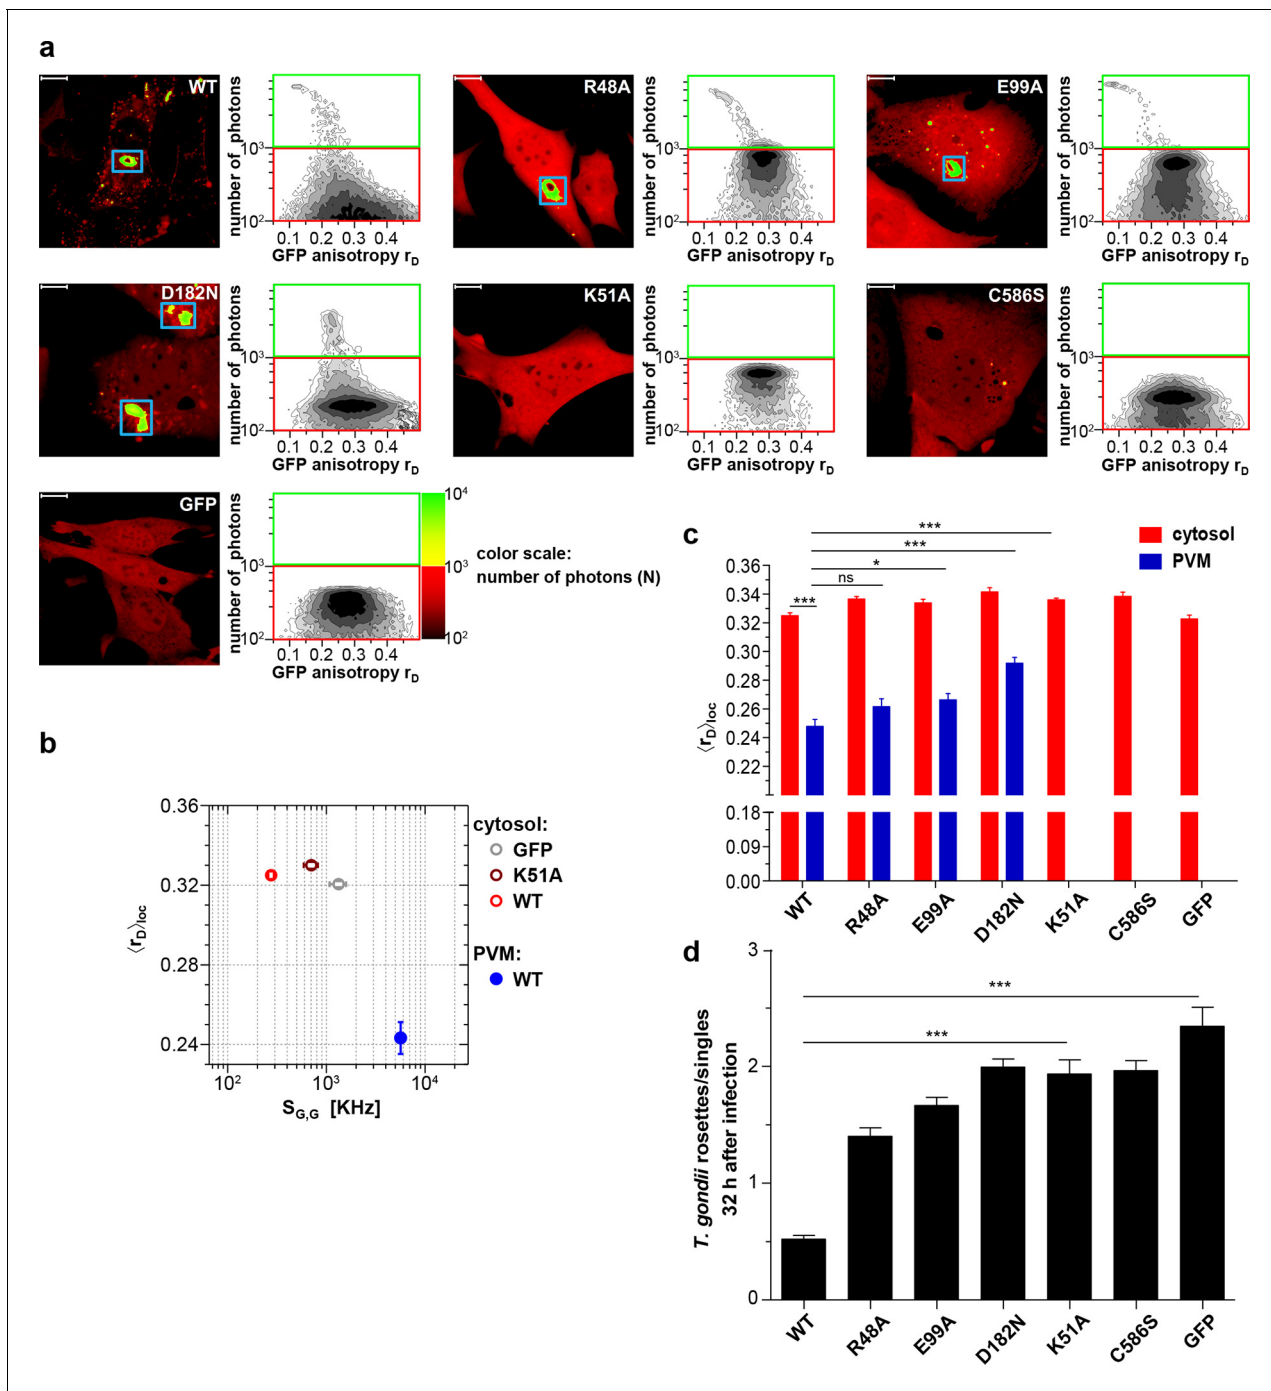 a
WT
number of photons
10³
10²
0.1 0.2 0.3 0.4
GFP anisotropy r_D
R48A
number of photons
10³
10²
0.1 0.2 0.3 0.4
GFP anisotropy r_D
E99A
number of photons
10³
10²
0.1 0.2 0.3 0.4
GFP anisotropy r_D
D182N
number of photons
10³
10²
0.1 0.2 0.3 0.4
GFP anisotropy r_D
K51A
number of photons
10³
10²
0.1 0.2 0.3 0.4
GFP anisotropy r_D
C586S
number of photons
10³
10²
0.1 0.2 0.3 0.4
GFP anisotropy r_D
GFP
number of photons
10³
10²
0.1 0.2 0.3 0.4
GFP anisotropy r_D
10⁴
10³
10²
color scale:
number of photons (N)
b
0.36
0.32
0.28
0.24
⟨r_D⟩_loc
10² 10³ 10⁴
S_G,G [KHz]
cytosol:
GFP
K51A
WT
PVM:
WT
c
cytosol
PVM
***
***
*
ns
***
0.36
0.34
0.32
0.30
0.28
0.26
0.24
0.22
0.18
0.09
0.00
⟨r_D⟩_loc
WT R48A E99A D182N K51A C586S GFP
d
***
***
3
2
1
0
T. gondii rosettes/singles
32 h after infection
WT R48A E99A D182N K51A C586S GFP